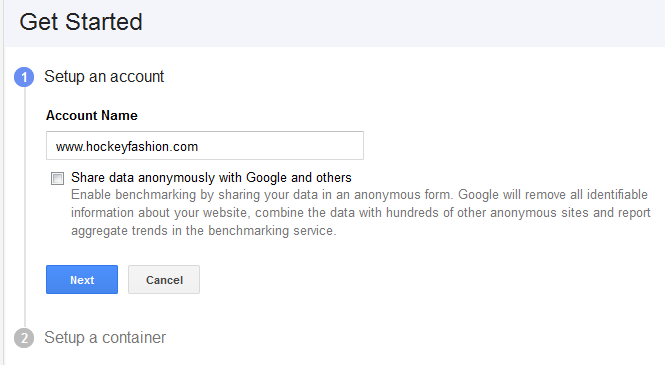 Get Started
1 Setup an account
Account Name
www.hockeyfashion.com
Share data anonymously with Google and others
Enable benchmarking by sharing your data in an anonymous form. Google will remove all identifiable
information about your website, combine the data with hundreds of other anonymous sites and report
aggregate trends in the benchmarking service.
Next Cancel
2 Setup a container